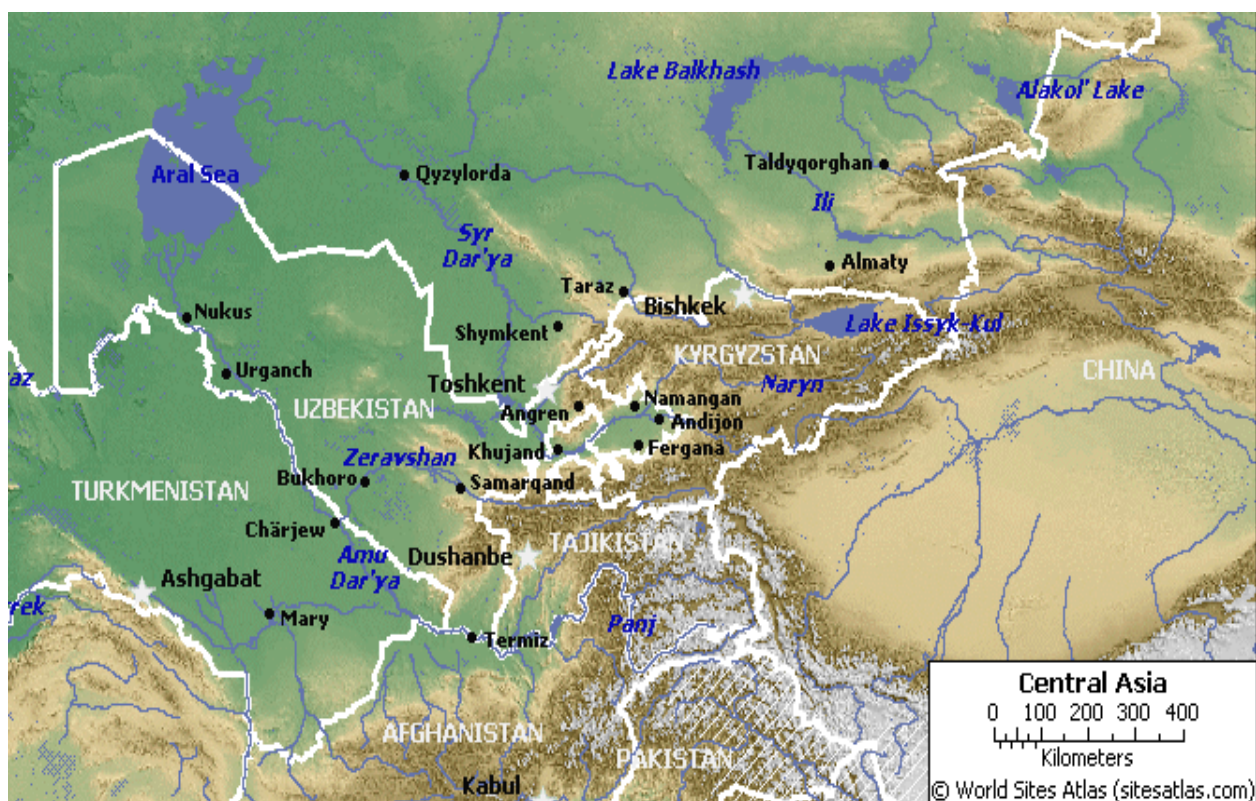 Lake Balkhash
Alakol' Lake
Taldyqorghan
Aral Sea
Qyzylorda
Ili
Syr
Dar'ya
Almaty
Taraz
Bishkek
Nukus
Shymkent
Lake Issyk-Kul
KYRGYZSTAN
Urganch
Toshkent
Naryn
CHINA
UZBEKISTAN
Angren
Namangan
Andijon
Khujand
Fergana
Zeravshan
Bukhoro
Samarqand
TURKMENISTAN
Chärjew
TAJIKISTAN
Amu
Dar'ya
Dushanbe
Ashgabat
Mary
Termiz
Panj
AFGHANISTAN
PAKISTAN
Kabul
Central Asia
0 100 200 300 400
Kilometers
© World Sites Atlas (sitesatlas.com)